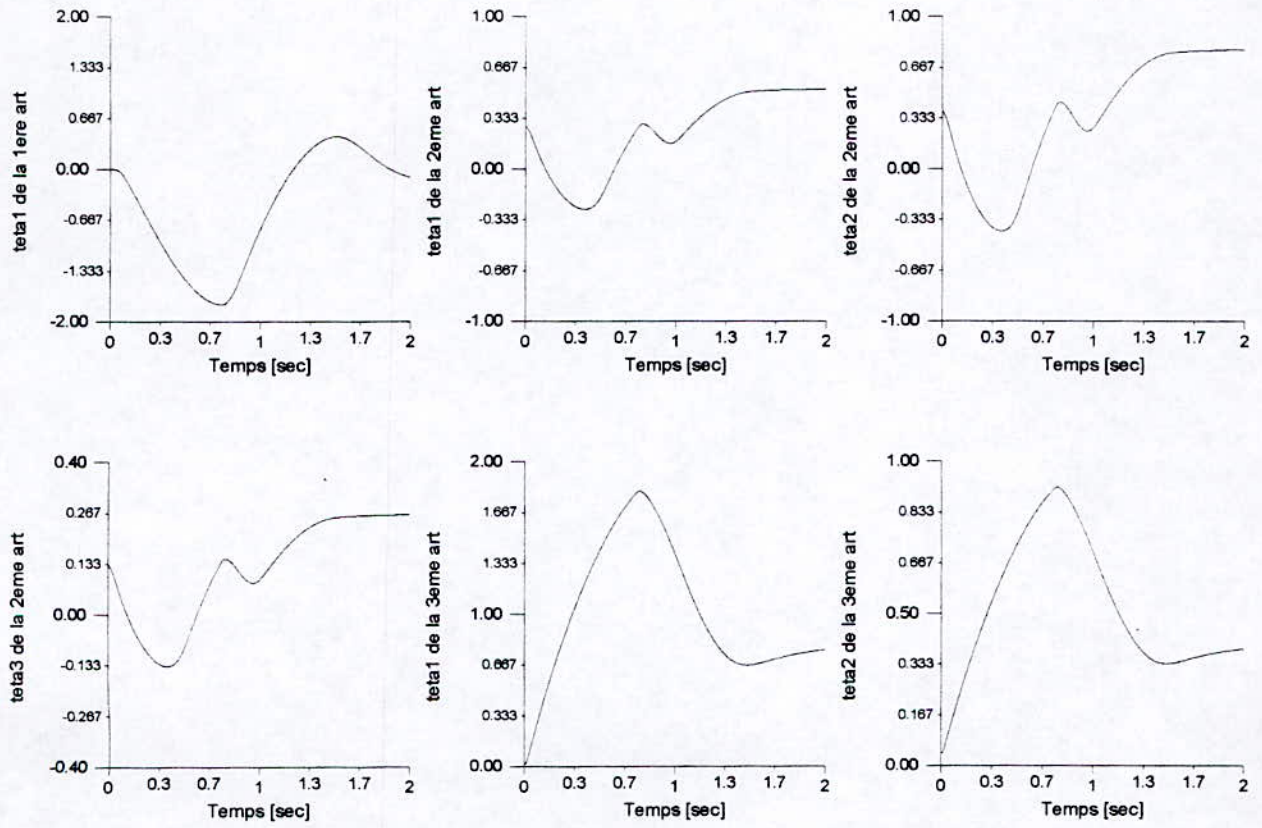 teta1 de la 1ere art
2.00
1.333
0.667
0.00
-0.667
-1.333
-2.00
0 0.3 0.7 1 1.3 1.7 2
Temps [sec]
teta1 de la 2eme art
1.00
0.667
0.333
0.00
-0.333
-0.667
-1.00
0 0.3 0.7 1 1.3 1.7 2
Temps [sec]
teta2 de la 2eme art
1.00
0.667
0.333
0.00
-0.333
-0.667
-1.00
0 0.3 0.7 1 1.3 1.7 2
Temps [sec]
teta3 de la 2eme art
0.40
0.267
0.133
0.00
-0.133
-0.267
-0.40
0 0.3 0.7 1 1.3 1.7 2
Temps [sec]
teta1 de la 3eme art
2.00
1.667
1.333
1.00
0.667
0.333
0.00
0 0.3 0.7 1 1.3 1.7 2
Temps [sec]
teta2 de la 3eme art
1.00
0.833
0.667
0.50
0.333
0.167
0.00
0 0.3 0.7 1 1.3 1.7 2
Temps [sec]